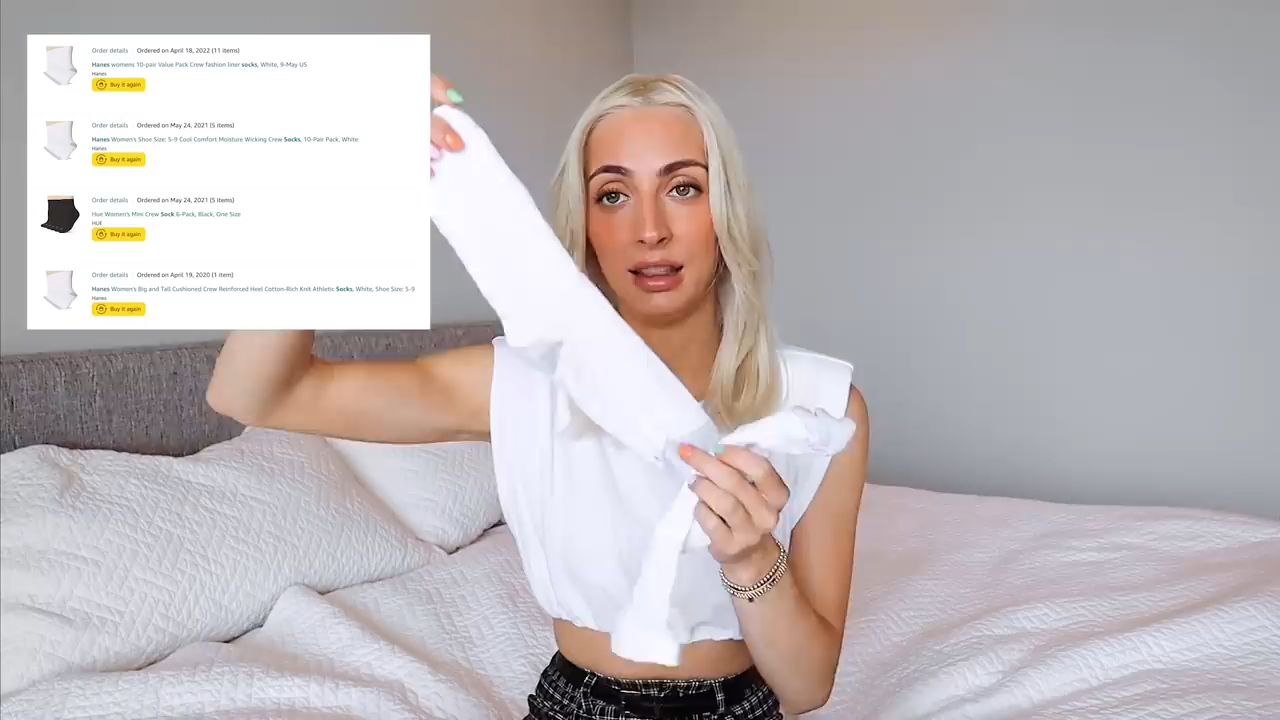 Order details Ordered on April 18, 2022 (11 items)
Hanes womens 10-pair Value Pack Crew fashion liner socks, White, 9-May US
Hanes
Buy it again
Order details Ordered on May 24, 2021 (5 items)
Hanes Women's Shoe Size: 5-9 Cool Comfort Moisture Wicking Crew Socks, 10-Pair Pack, White
Hanes
Buy it again
Order details Ordered on May 24, 2021 (5 items)
Hue Women's Mini Crew Sock 6-Pack, Black, One Size
HUE
Buy it again
Order details Ordered on April 19, 2020 (1 item)
Hanes Women's Big and Tall Cushioned Crew Reinforced Heel Cotton-Rich Knit Athletic Socks, White, Shoe Size: 5-9
Hanes
Buy it again